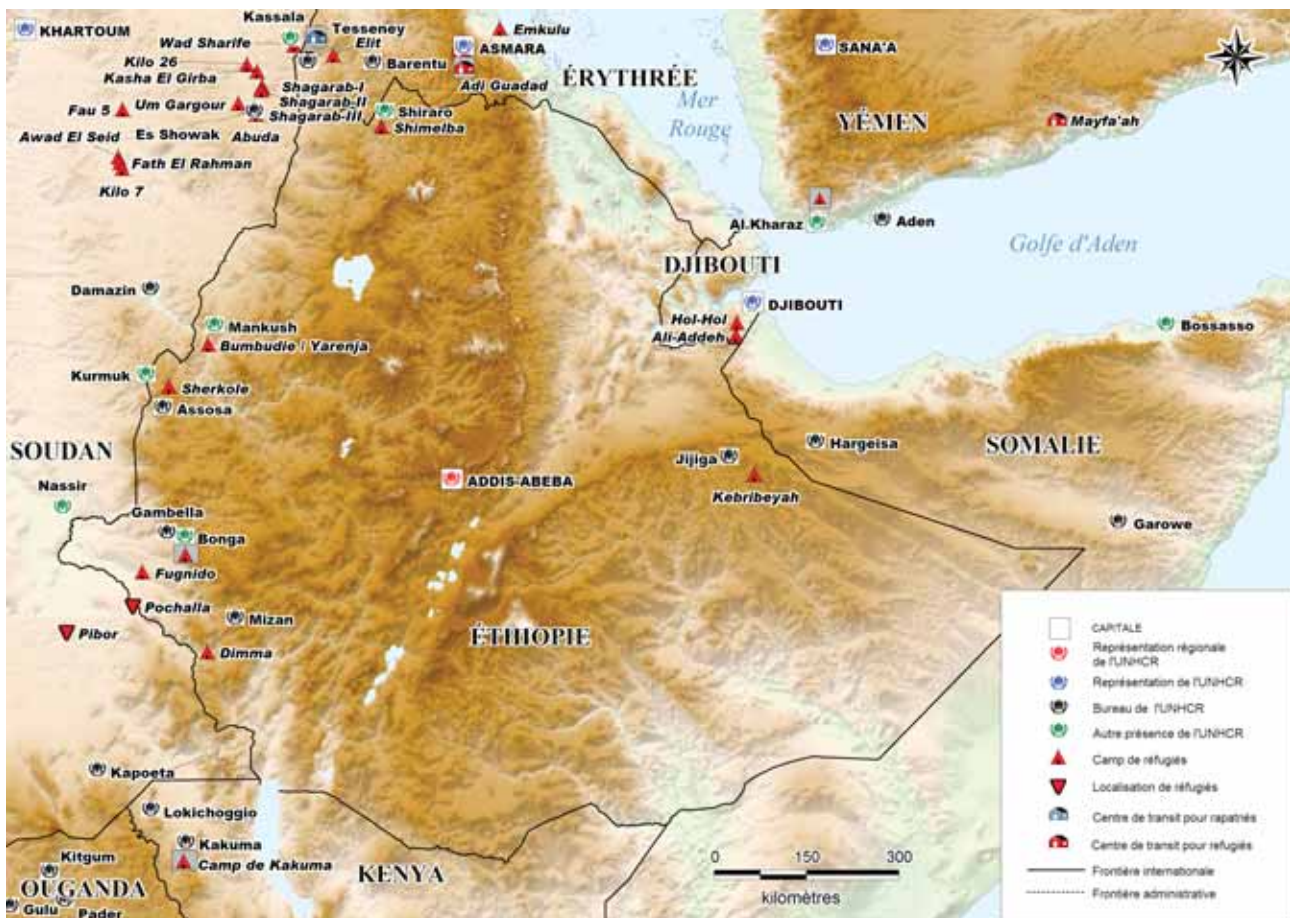 KHARTOUM
Kassala
Wad Sharife
Tesseney
Elit
Emkulu
ASMARA
SANA'A
Kilo 26
Kasha El Girba
Barentu
Adi Guadad
ÉRYTHRÉE
Shagarab-I
Shagarab-II
Shagarab-III
Fau 5
Um Gargour
Shiraro
Shimelba
Mer
Rouge
YÉMEN
Mayfa'ah
Awad El Seid
Es Showak
Abuda
Fath El Rahman
Kilo 7
Al.Kharaz
Aden
Golfe d'Aden
DJIBOUTI
Damazin
DJIBOUTI
Hol-Hol
Ali-Addeh
Mankush
Bumbudie / Yarenja
Bossasso
Kurmuk
Sherkole
Assosa
SOUDAN
Hargeisa
SOMALIE
Jijiga
Kebribeyah
Nassir
ADDIS-ABEBA
Gambella
Bonga
Garowe
Fugnido
Pochalla
Mizan
Pibor
ÉTHIOPIE
Dimma
Kapoeta
Lokichoggio
Kakuma
Camp de Kakuma
KENYA
Kitgum
OUGANDA
Gulu
Pader
0 150 300
kilomètres
CAPITALE
Représentation régionale
de l'UNHCR
Représentation de l'UNHCR
Bureau de l'UNHCR
Autre présence de l'UNHCR
Camp de réfugiés
Localisation de réfugiés
Centre de transit pour rapatriés
Centre de transit pour refugiés
Frontière internationale
Frontière administrative